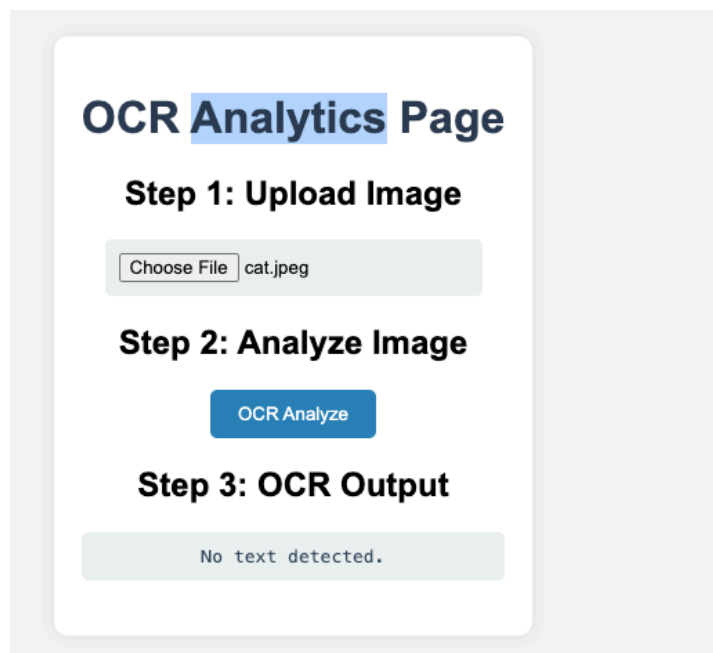 OCR Analytics Page
Step 1: Upload Image
Choose File cat.jpeg
Step 2: Analyze Image
OCR Analyze
Step 3: OCR Output
No text detected.